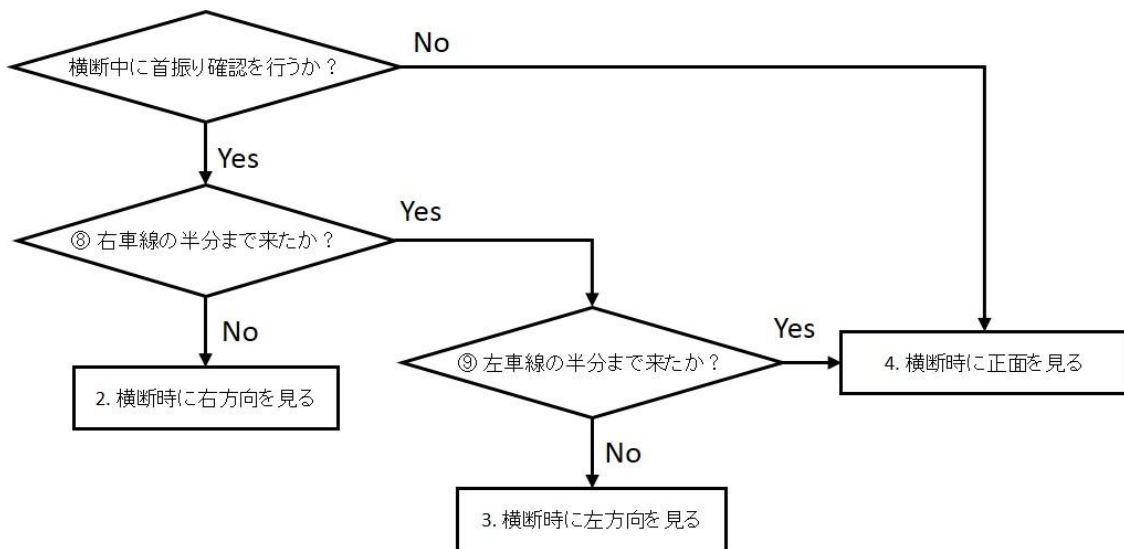 横断中に首振り確認を行うか？
No
Yes
⑧ 右車線の半分まで来たか？
Yes
No
⑨ 左車線の半分まで来たか？
Yes
4. 横断時に正面を見る
2. 横断時に右方向を見る
No
3. 横断時に左方向を見る